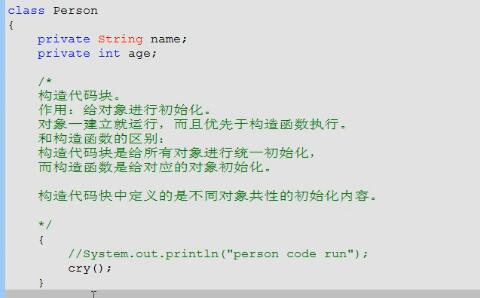 class Person
{
    private String name;
    private int age;
    /*
    构造代码块。
    作用：给对象进行初始化。
    对象一建立就运行，而且优先于构造函数执行。
    和构造函数的区别：
    构造代码块是给所有对象进行统一初始化，
    而构造函数是给对应的对象初始化。
    构造代码快中定义的是不同对象共性的初始化内容。
    */
    {
        //System.out.println("person code run");
        cry();
    }